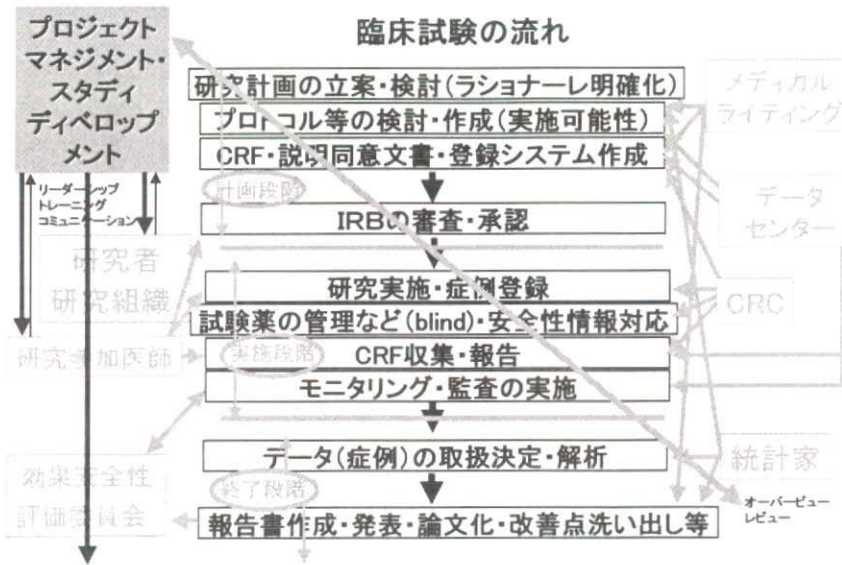 臨床試験の流れ
プロジェクト
マネジメント・
スタディ
ディベロップ
メント
リーダーシップ
トレーニング
コミュニケーション
研究者
研究組織
研究参加医師
効果安全性
評価委員会
研究計画の立案・検討(ラショナーレ明確化)
プロトコル等の検討・作成(実施可能性)
CRF・説明同意文書・登録システム作成
計画段階
IRBの審査・承認
研究実施・症例登録
試験薬の管理など(blind)・安全性情報対応
実施段階
CRF収集・報告
モニタリング・監査の実施
データ(症例)の取扱決定・解析
終了段階
報告書作成・発表・論文化・改善点洗い出し等
メディカル
ライティング
データ
センター
CRC
統計家
オーバービュー
レビュー